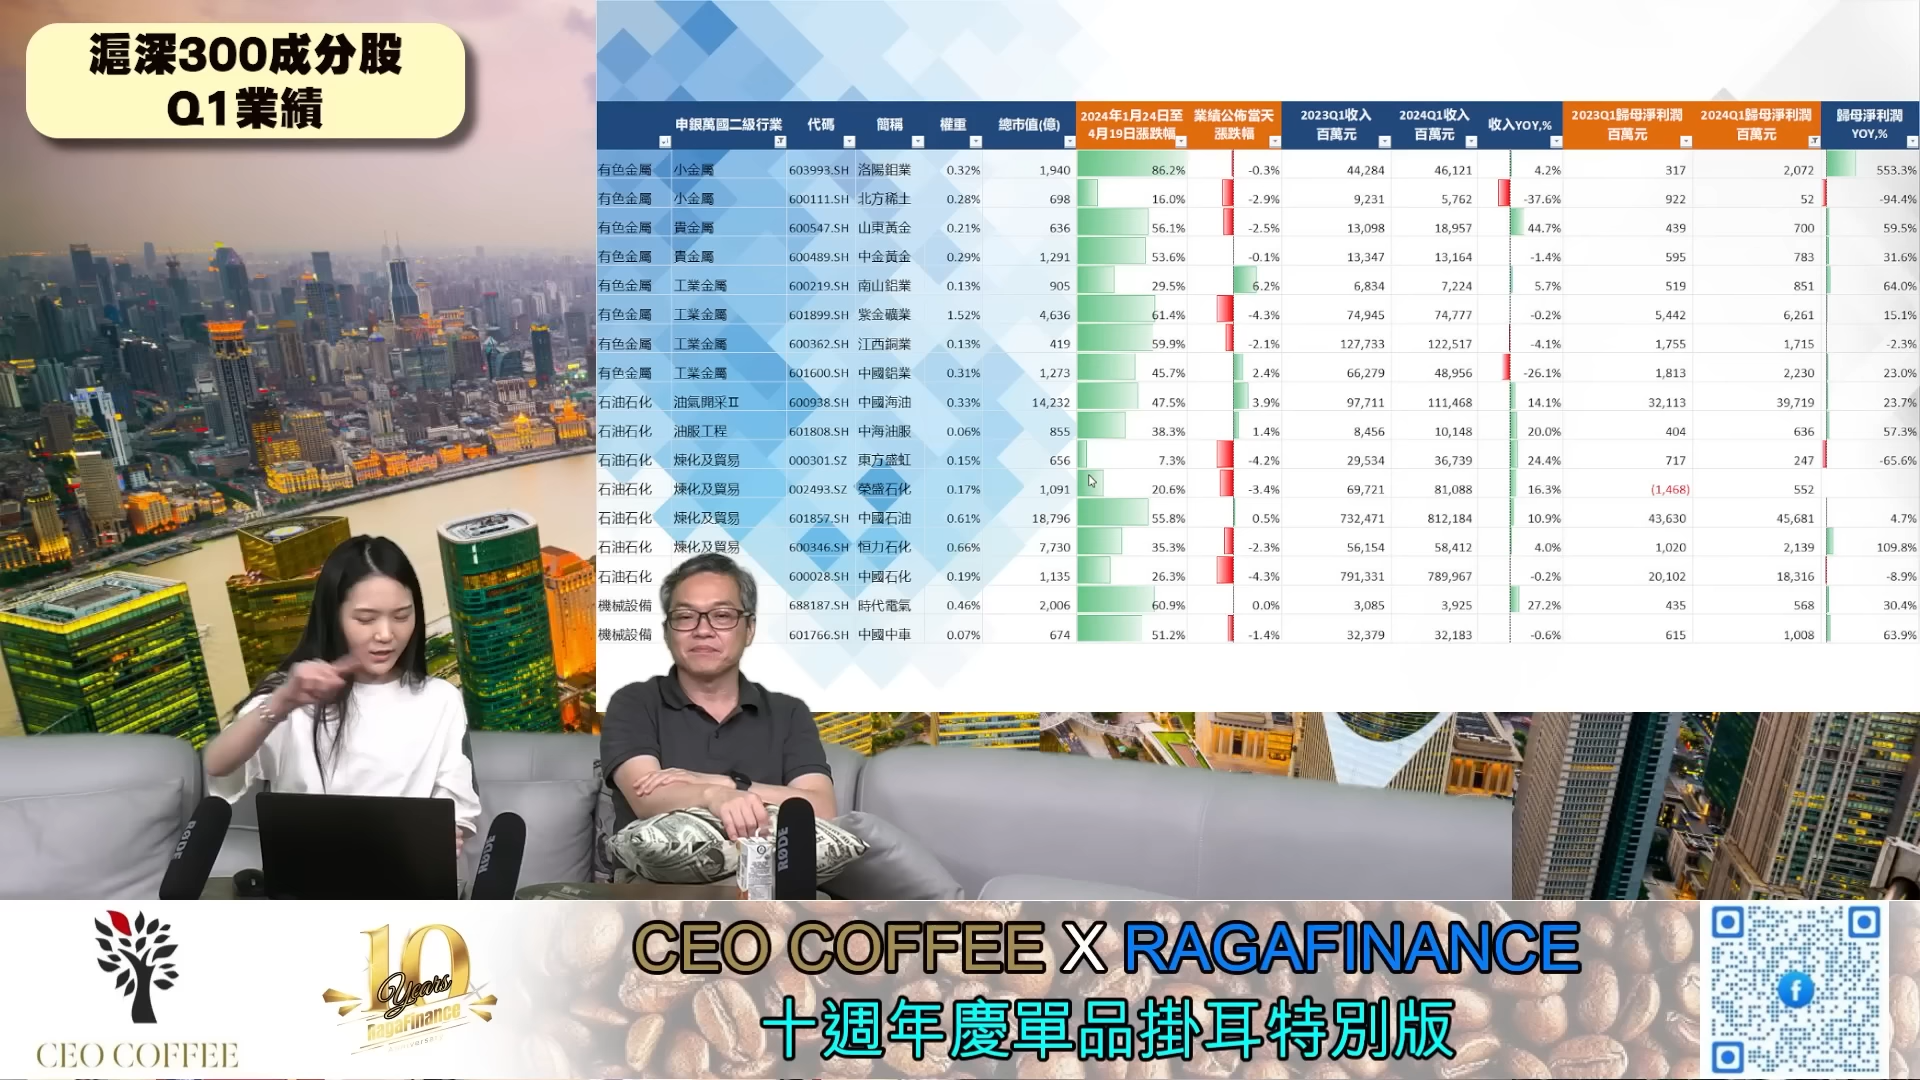 滬深300成分股
Q1業績
申銀萬國二級行業 代碼 簡稱 權重 總市值(億) 2024年1月24日至4月19日漲跌幅 業績公佈當天漲跌幅 2023Q1收入百萬元 2024Q1收入百萬元 收入YOY,% 2023Q1歸母淨利潤百萬元 2024Q1歸母淨利潤百萬元 歸母淨利潤YOY,%
有色金屬 小金屬 603993.SH 洛陽鉬業 0.32% 1,940 86.2% -0.3% 44,284 46,121 4.2% 317 2,072 553.3%
有色金屬 小金屬 600111.SH 北方稀土 0.28% 698 16.0% -2.9% 9,231 5,762 -37.6% 922 52 -94.4%
有色金屬 貴金屬 600547.SH 山東黃金 0.21% 636 56.1% -2.5% 13,098 18,957 44.7% 439 700 59.5%
有色金屬 貴金屬 600489.SH 中金黃金 0.29% 1,291 53.6% -0.1% 13,347 13,164 -1.4% 595 783 31.6%
有色金屬 工業金屬 600219.SH 南山鋁業 0.13% 905 29.5% 6.2% 6,834 7,224 5.7% 519 851 64.0%
有色金屬 工業金屬 601899.SH 紫金礦業 1.52% 4,636 61.4% -4.3% 74,945 74,777 -0.2% 5,442 6,261 15.1%
有色金屬 工業金屬 600362.SH 江西銅業 0.13% 419 59.9% -2.1% 127,733 122,517 -4.1% 1,755 1,715 -2.3%
有色金屬 工業金屬 601600.SH 中國鋁業 0.31% 1,273 45.7% 2.4% 66,279 48,956 -26.1% 1,813 2,230 23.0%
石油石化 油氣開采Ⅱ 600938.SH 中國海油 0.33% 14,232 47.5% 3.9% 97,711 111,468 14.1% 32,113 39,719 23.7%
石油石化 油服工程 601808.SH 中海油服 0.06% 855 38.3% 1.4% 8,456 10,148 20.0% 404 636 57.3%
石油石化 煉化及貿易 000301.SZ 東方盛虹 0.15% 656 7.3% -4.2% 29,534 36,739 24.4% 717 247 -65.6%
石油石化 煉化及貿易 002493.SZ 榮盛石化 0.17% 1,091 20.6% -3.4% 69,721 81,088 16.3% (1,468) 552
石油石化 煉化及貿易 601857.SH 中國石油 0.61% 18,796 55.8% 0.5% 732,471 812,184 10.9% 43,630 45,681 4.7%
石油石化 煉化及貿易 600346.SH 恒力石化 0.66% 7,730 35.3% -2.3% 56,154 58,412 4.0% 1,020 2,139 109.8%
石油石化 600028.SH 中國石化 0.19% 1,135 26.3% -4.3% 791,331 789,967 -0.2% 20,102 18,316 -8.9%
機械設備 688187.SH 時代電氣 0.46% 2,006 60.9% 0.0% 3,085 3,925 27.2% 435 568 30.4%
機械設備 601766.SH 中國中車 0.07% 674 51.2% -1.4% 32,379 32,183 -0.6% 615 1,008 63.9%
RØDE
RØDE
RØDE
CEO COFFEE
10
Years
RagaFinance
Anniversary
CEO COFFEE X RAGAFINANCE
十週年慶單品掛耳特別版